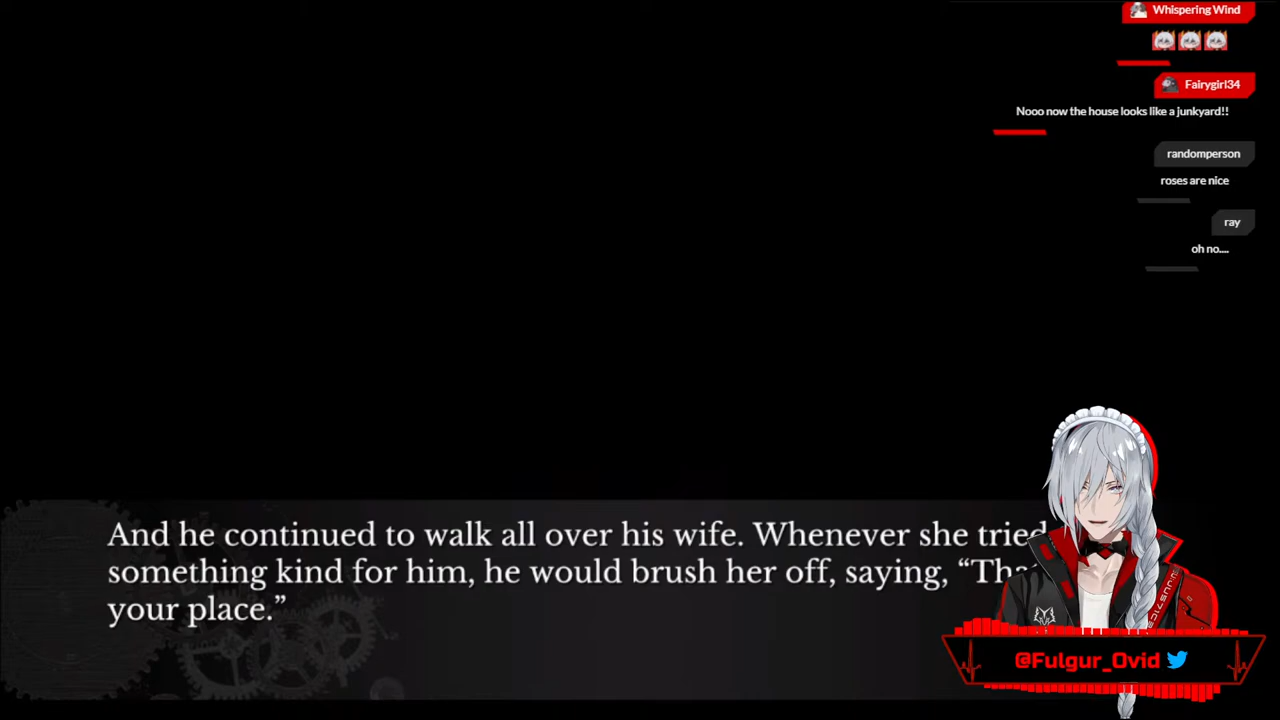 Whispering Wind
Fairygirl34
Nooo now the house looks like a junkyard!!
randomperson
roses are nice
ray
oh no....
And he continued to walk all over his wife. Whenever she tried
something kind for him, he would brush her off, saying, “
your place.”
JUS71CE
@Fulgur_Ovid